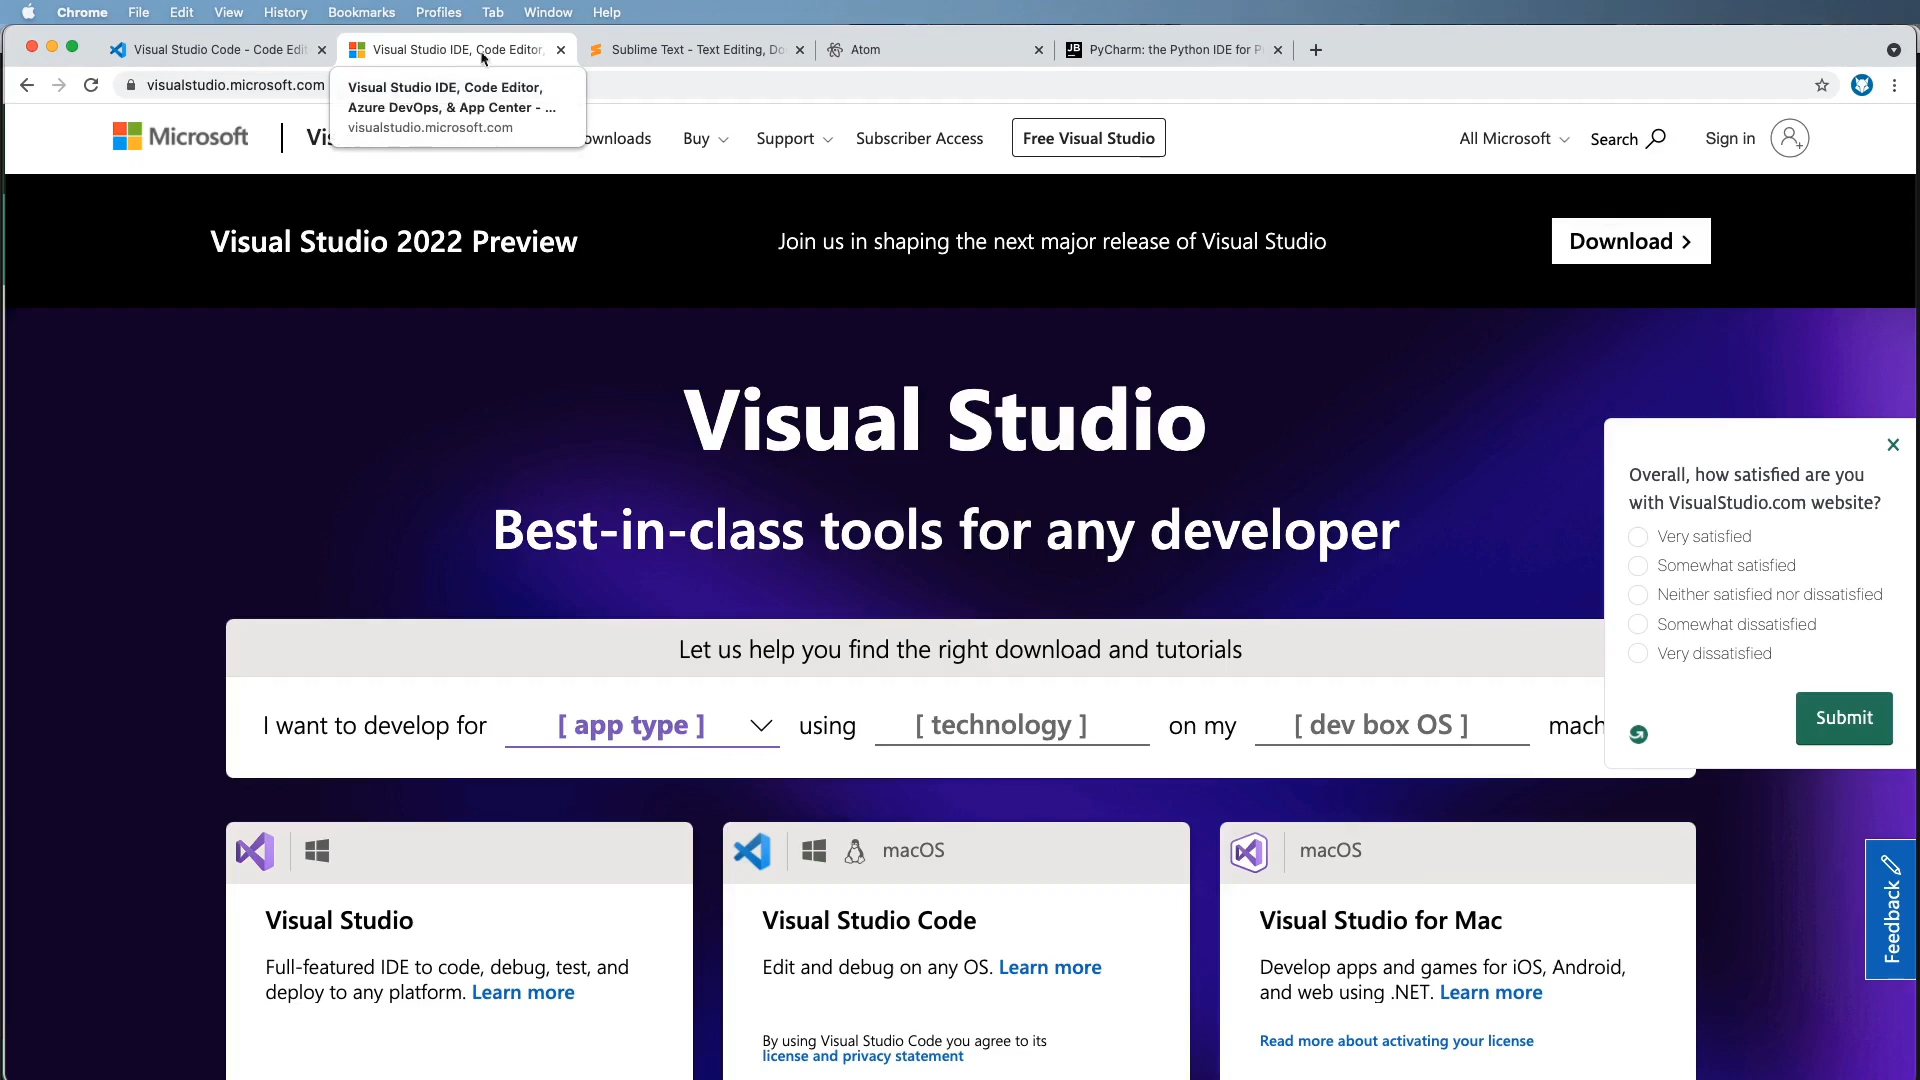 Chrome File Edit View History Bookmarks Profiles Tab Window Help
Visual Studio Code - Code Edit
Visual Studio IDE, Code Editor,
Sublime Text - Text Editing, Do
Atom
JB PyCharm: the Python IDE for P
visualstudio.microsoft.com
Visual Studio IDE, Code Editor,
Azure DevOps, & App Center - ...
visualstudio.microsoft.com
Microsoft Vis ownloads Buy Support Subscriber Access Free Visual Studio All Microsoft Search Sign in
Visual Studio 2022 Preview
Join us in shaping the next major release of Visual Studio
Download
Visual Studio
Best-in-class tools for any developer
Let us help you find the right download and tutorials
I want to develop for [ app type ] using [ technology ] on my [ dev box OS ] mach
Overall, how satisfied are you
with VisualStudio.com website?
Very satisfied
Somewhat satisfied
Neither satisfied nor dissatisfied
Somewhat dissatisfied
Very dissatisfied
Submit
Feedback
Visual Studio
Full-featured IDE to code, debug, test, and
deploy to any platform. Learn more
macOS
Visual Studio Code
Edit and debug on any OS. Learn more
By using Visual Studio Code you agree to its
license and privacy statement
macOS
Visual Studio for Mac
Develop apps and games for iOS, Android,
and web using .NET. Learn more
Read more about activating your license